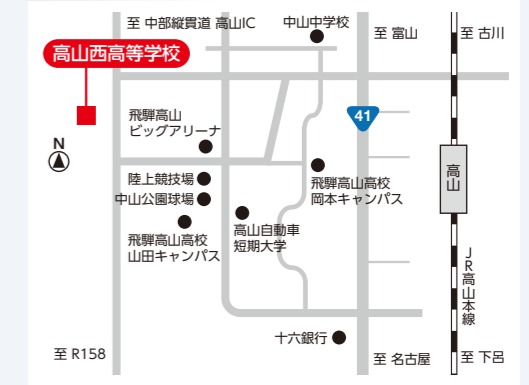 至 中部縦貫道 高山IC
中山中学校
至 富山
至 古川
高山西高等学校
41
飛騨高山
ビッグアリーナ
N
高山
陸上競技場
中山公園球場
飛騨高山高校
岡本キャンパス
高山自動車
短期大学
飛騨高山高校
山田キャンパス
JR高山本線
十六銀行
至 R158
至 名古屋
至 下呂